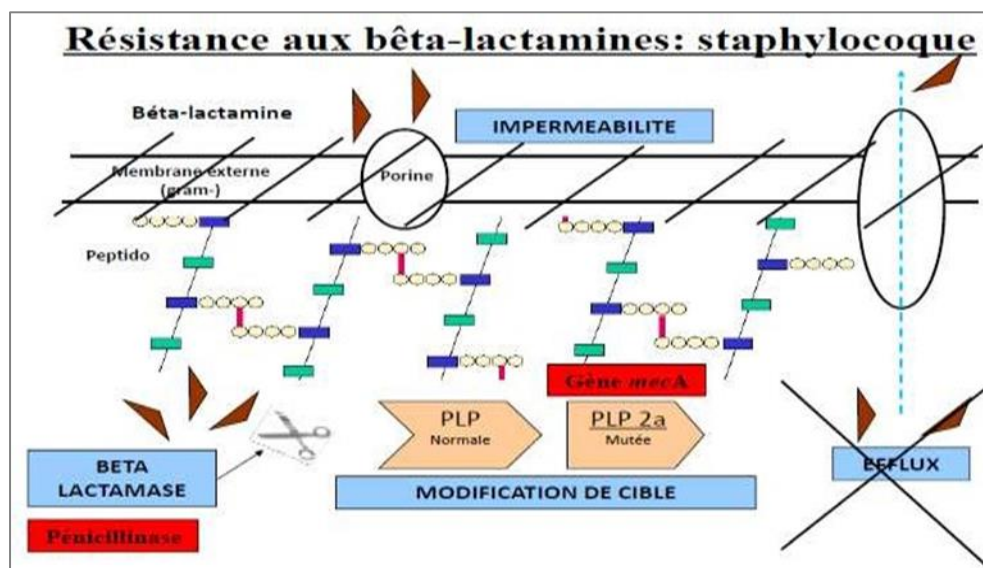 Résistance aux bêta-lactamines: staphylocoque
Béta-lactamine
IMPERMEABILITE
Membrane externe
(gram-)
Porine
Peptido
Gène mecA
PLP
Normale
PLP 2a
Mutée
BETA
LACTAMASE
EFFLUX
MODIFICATION DE CIBLE
Pénicillinase